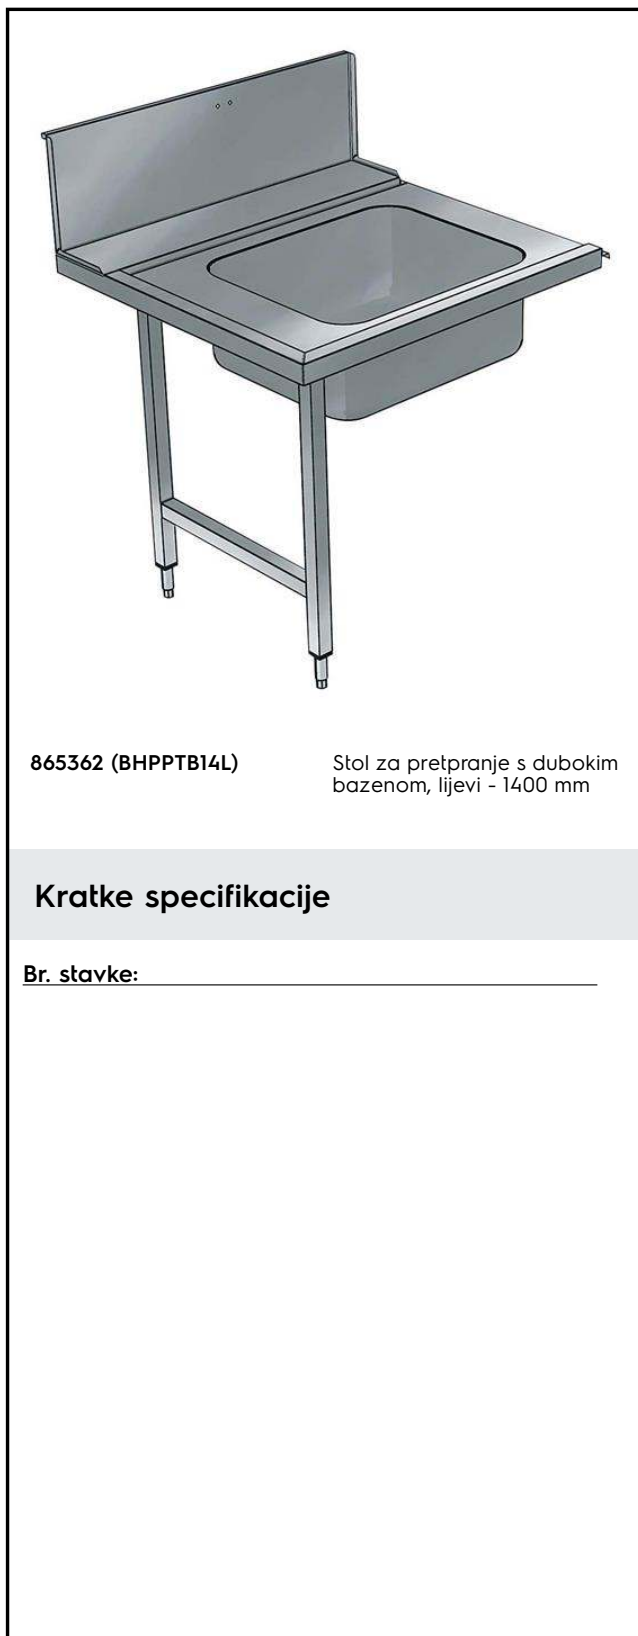 865362 (BHPPTB14L)
Stol za pretpranje s dubokim
bazenom, lijevi - 1400 mm
Kratke specifikacije
Br. stavke: